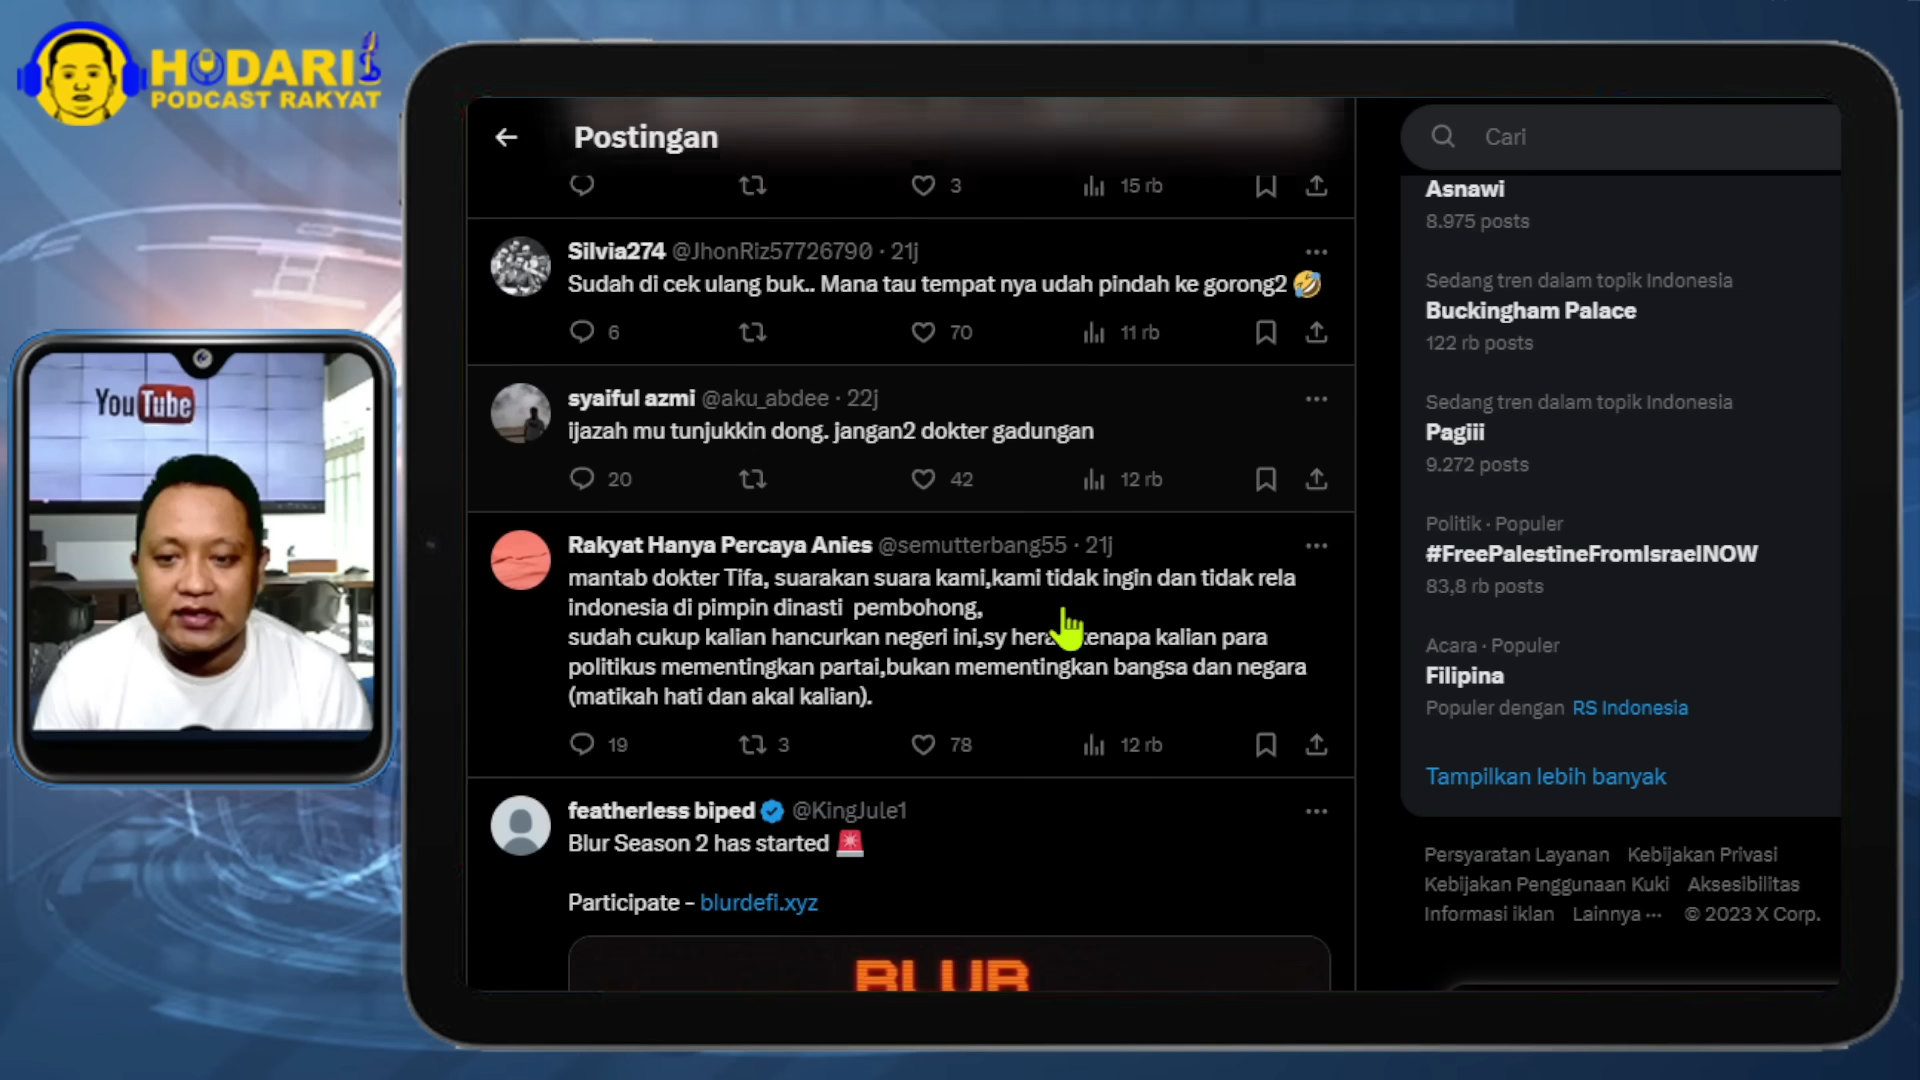 HODARI
PODCAST RAKYAT
YouTube
Postingan
3
15 rb
Silvia274 @JhonRiz57726790 · 21j
Sudah di cek ulang buk.. Mana tau tempat nya udah pindah ke gorong2 🤣
6
70
11 rb
syaiful azmi @aku_abdee · 22j
ijazah mu tunjukkin dong. jangan2 dokter gadungan
20
42
12 rb
Rakyat Hanya Percaya Anies @semutterbang55 · 21j
mantab dokter Tifa, suarakan suara kami,kami tidak ingin dan tidak rela
indonesia di pimpin dinasti pembohong,
sudah cukup kalian hancurkan negeri ini,sy kalian para
politikus mementingkan partai,bukan mementingkan bangsa dan negara
(matikah hati dan akal kalian).
19
3
78
12 rb
featherless biped @KingJule1
Blur Season 2 has started 🚨
Participate - blurdefi.xyz
BLUR
Cari
Asnawi
8.975 posts
Sedang tren dalam topik Indonesia
Buckingham Palace
122 rb posts
Sedang tren dalam topik Indonesia
Pagiii
9.272 posts
Politik · Populer
#FreePalestineFromIsraelNOW
83,8 rb posts
Acara · Populer
Filipina
Populer dengan RS Indonesia
Tampilkan lebih banyak
Persyaratan Layanan Kebijakan Privasi
Kebijakan Penggunaan Kuki Aksesibilitas
Informasi iklan Lainnya ··· © 2023 X Corp.